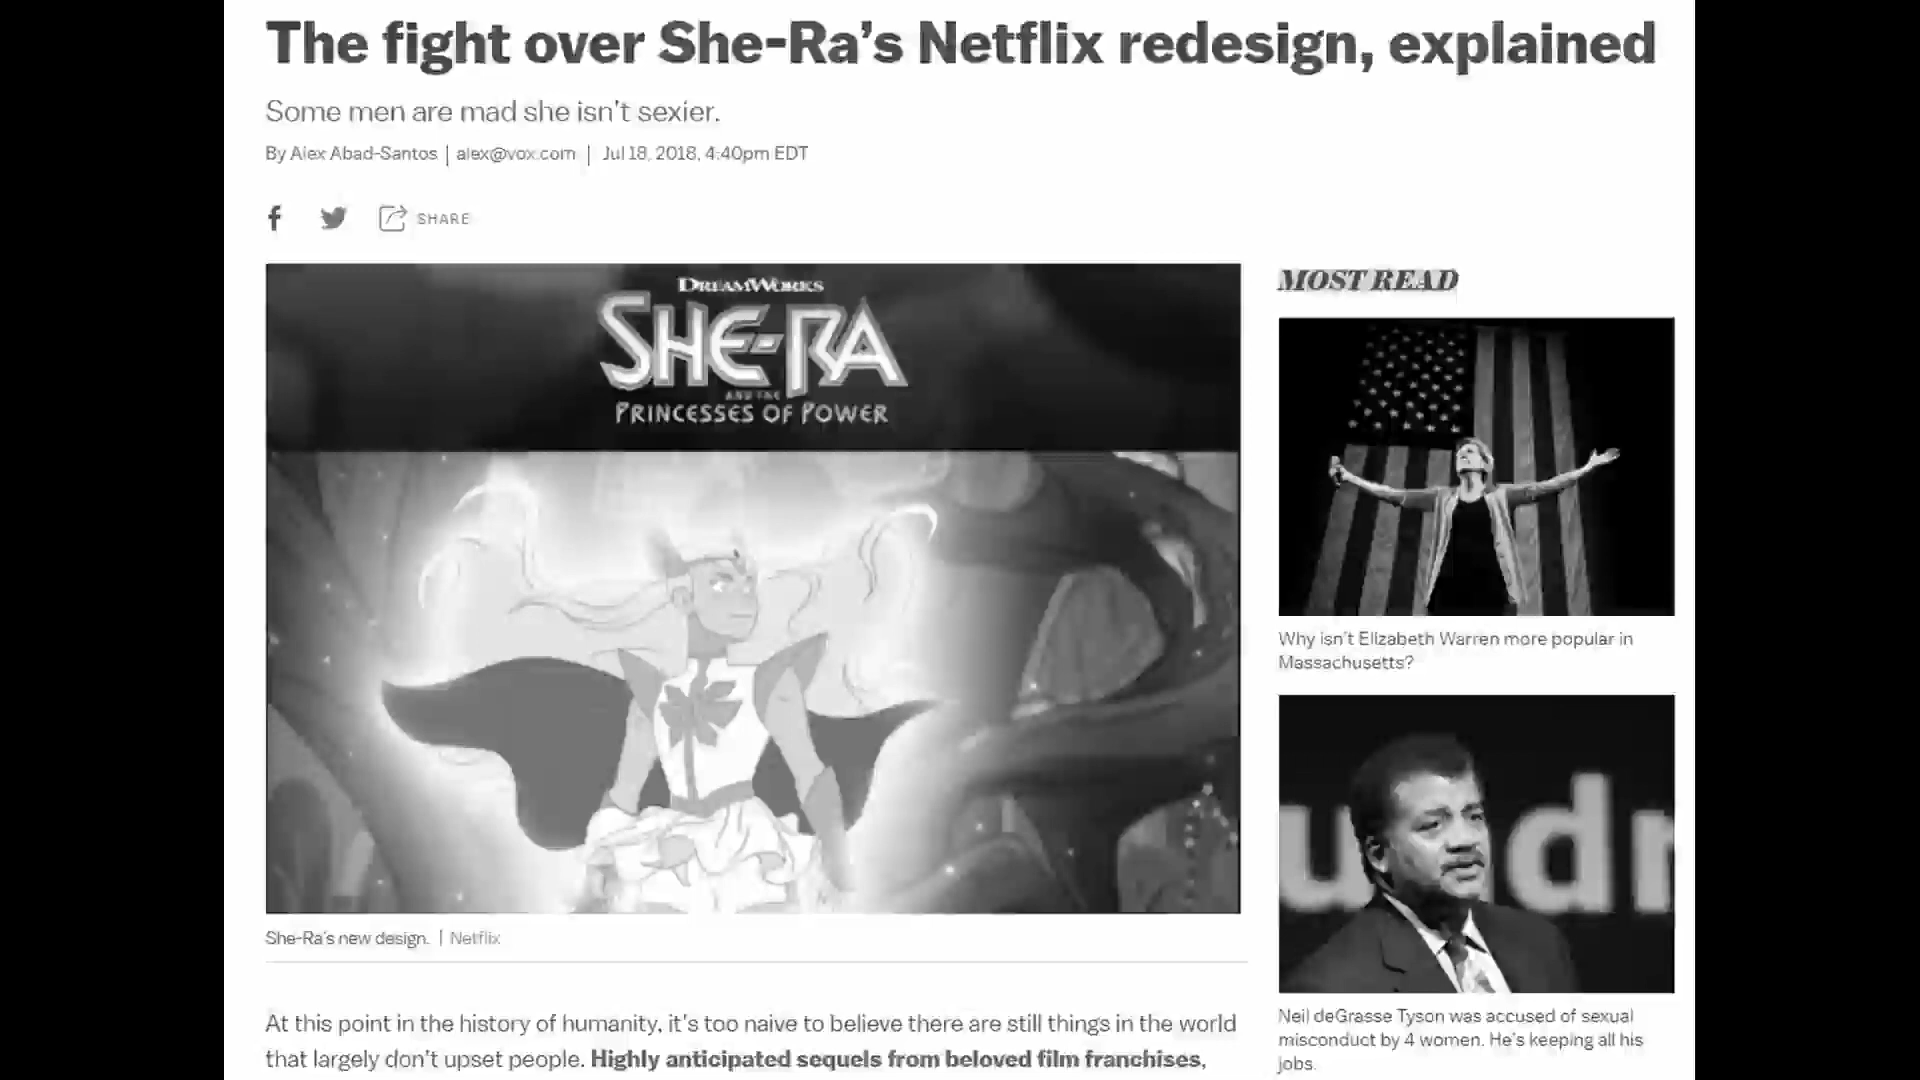 The fight over She-Ra's Netflix redesign, explained
Some men are mad she isn't sexier.
By Alex Abad-Santos | alex@vox.com | Jul 18, 2018, 4:40pm EDT
SHARE
DREAMWORKS
SHE-RA
AND THE
PRINCESSES OF POWER
She-Ra's new design. | Netflix
At this point in the history of humanity, it's too naive to believe there are still things in the world
that largely don't upset people. Highly anticipated sequels from beloved film franchises,
MOST READ
Why isn't Elizabeth Warren more popular in
Massachusetts?
u dr
Neil deGrasse Tyson was accused of sexual
misconduct by 4 women. He's keeping all his
jobs.